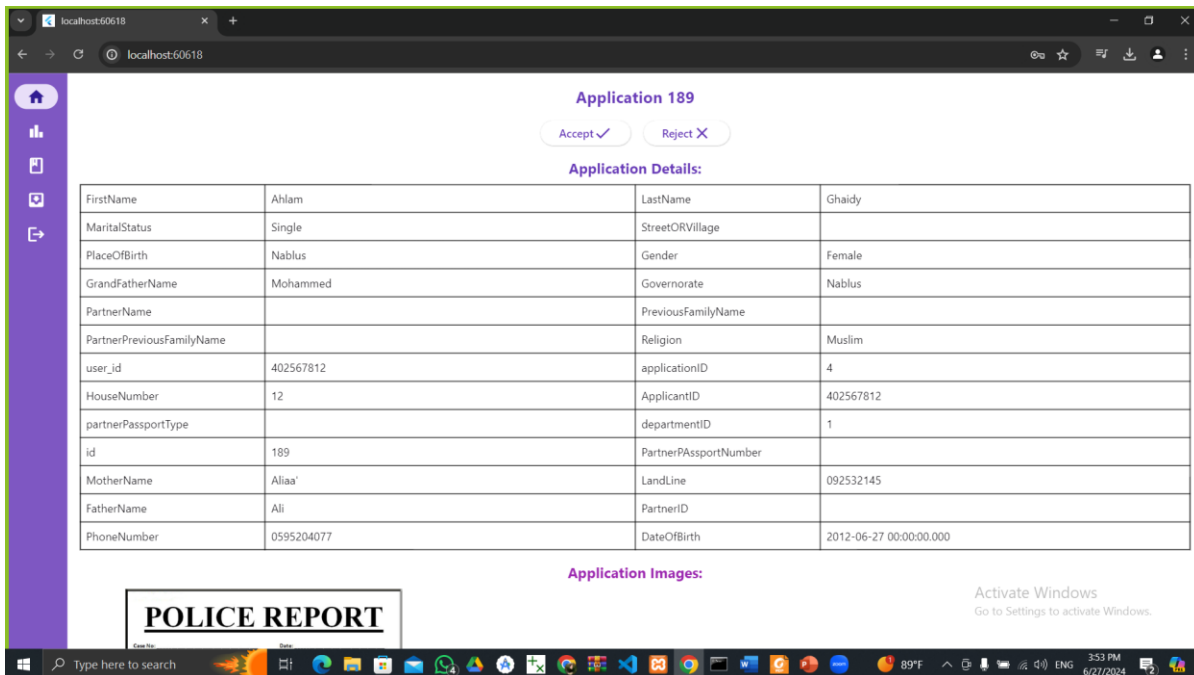 localhost:60618
localhost:60618
Application 189
Accept Reject
Application Details:
FirstName Ahlam LastName Ghaidy
MaritalStatus Single StreetORVillage
PlaceOfBirth Nablus Gender Female
GrandFatherName Mohammed Governorate Nablus
PartnerName PreviousFamilyName
PartnerPreviousFamilyName Religion Muslim
user_id 402567812 applicationID 4
HouseNumber 12 ApplicantID 402567812
partnerPassportType departmentID 1
id 189 PartnerPAssportNumber
MotherName Aliaa' LandLine 092532145
FatherName Ali PartnerID
PhoneNumber 0595204077 DateOfBirth 2012-06-27 00:00:00.000
Application Images:
Activate Windows
Go to Settings to activate Windows.
POLICE REPORT
Case No: Date:
Type here to search 89°F ENG 3:53 PM
6/27/2024